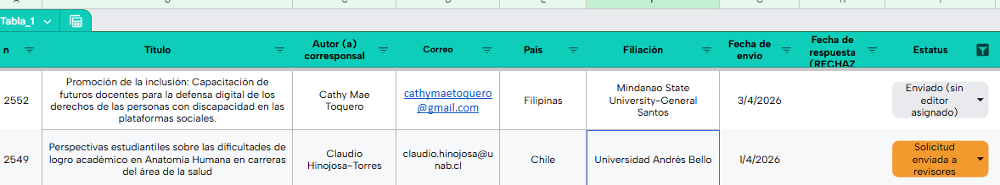 Tabla_1
n
Título
Autor (a)
corresponsal
Correo
País
Filiación
Fecha de
envío
Fecha de
respuesta
(RECHAZ
Estatus
2552
Promoción de la inclusión: Capacitación de
futuros docentes para la defensa digital de los
derechos de las personas con discapacidad en las
plataformas sociales.
Cathy Mae
Toquero
cathymaetoquero
@gmail.com
Filipinas
Mindanao State
University-General
Santos
3/4/2026
Enviado (sin
editor
asignado)
2549
Perspectivas estudiantiles sobre las dificultades de
logro académico en Anatomía Humana en carreras
del área de la salud
Claudio
Hinojosa-Torres
claudio.hinojosa@u
nab.cl
Chile
Universidad Andrés Bello
1/4/2026
Solicitud
enviada a
revisores